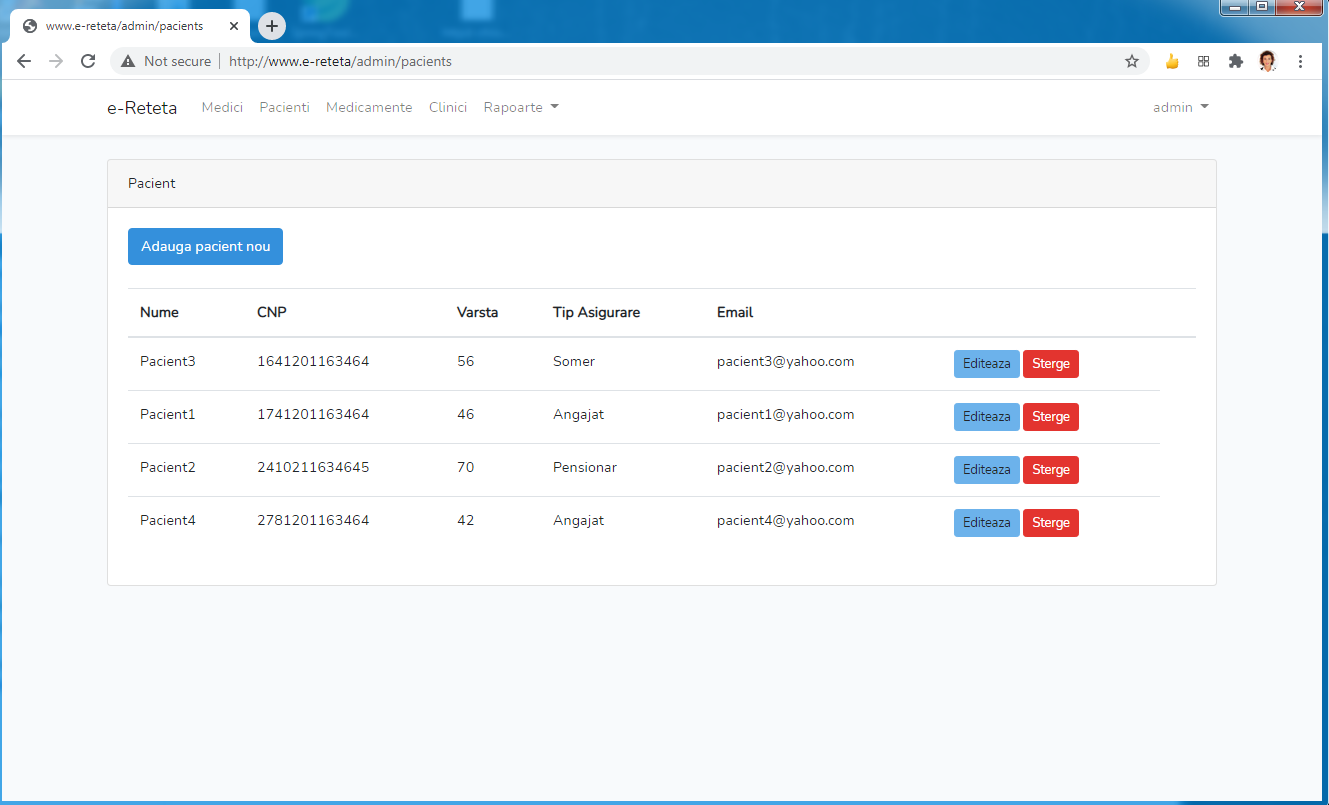 www.e-reteta/admin/pacients
Not secure | http://www.e-reteta/admin/pacients
e-Reteta Medici Pacienti Medicamente Clinici Rapoarte admin
Pacient
Adauga pacient nou
Nume CNP Varsta Tip Asigurare Email
Pacient3 1641201163464 56 Somer pacient3@yahoo.com Editeaza Sterge
Pacient1 1741201163464 46 Angajat pacient1@yahoo.com Editeaza Sterge
Pacient2 2410211634645 70 Pensionar pacient2@yahoo.com Editeaza Sterge
Pacient4 2781201163464 42 Angajat pacient4@yahoo.com Editeaza Sterge